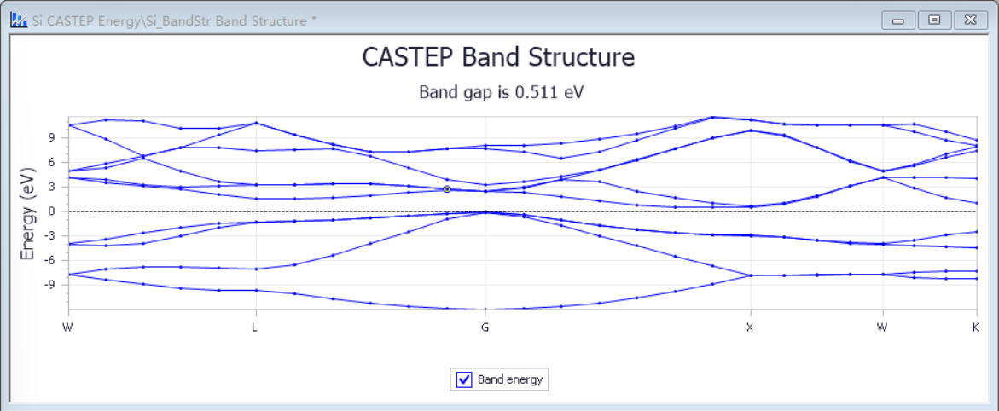 Si CASTEP Energy\Si_BandStr Band Structure *
CASTEP Band Structure
Band gap is 0.511 eV
Energy (eV)
9
6
3
0
-3
-6
-9
W L G X W K
Band energy